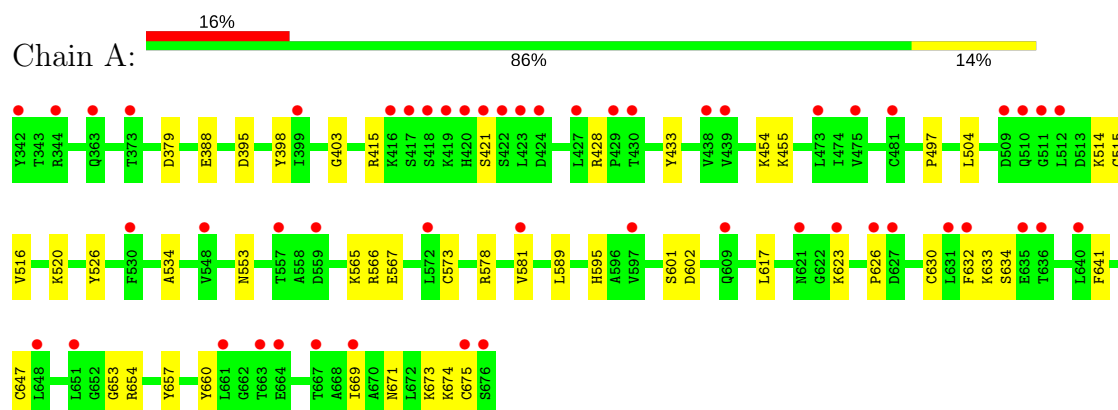 16%
Chain A:
86% 14%
Y342 T343 R344 Q363 T373 D379 E388 D395 Y398 I399 G403 R415 K416 S417 S418 K419 H420 S421 S422 L423 D424 L427 R428 P429 T430 Y433 V438 V439 K454 K455 L473 I474 V475 C481 P497 L504 D509 Q510 G511 L512 D513 K514 G515
V516 K520 Y526 F530 A534 V548 N553 T557 A558 D559 K565 R566 E567 L572 C573 R578 V581 L589 H595 A596 V597 S601 D602 Q609 L617 N621 G622 K623 P626 D627 C630 L631 F632 K633 S634 E635 T636 L640 F641
C647 L648 L651 G652 G653 R654 Y657 Y660 L661 G662 T663 E664 T667 A668 I669 A670 N671 L672 K673 K674 C675 S676